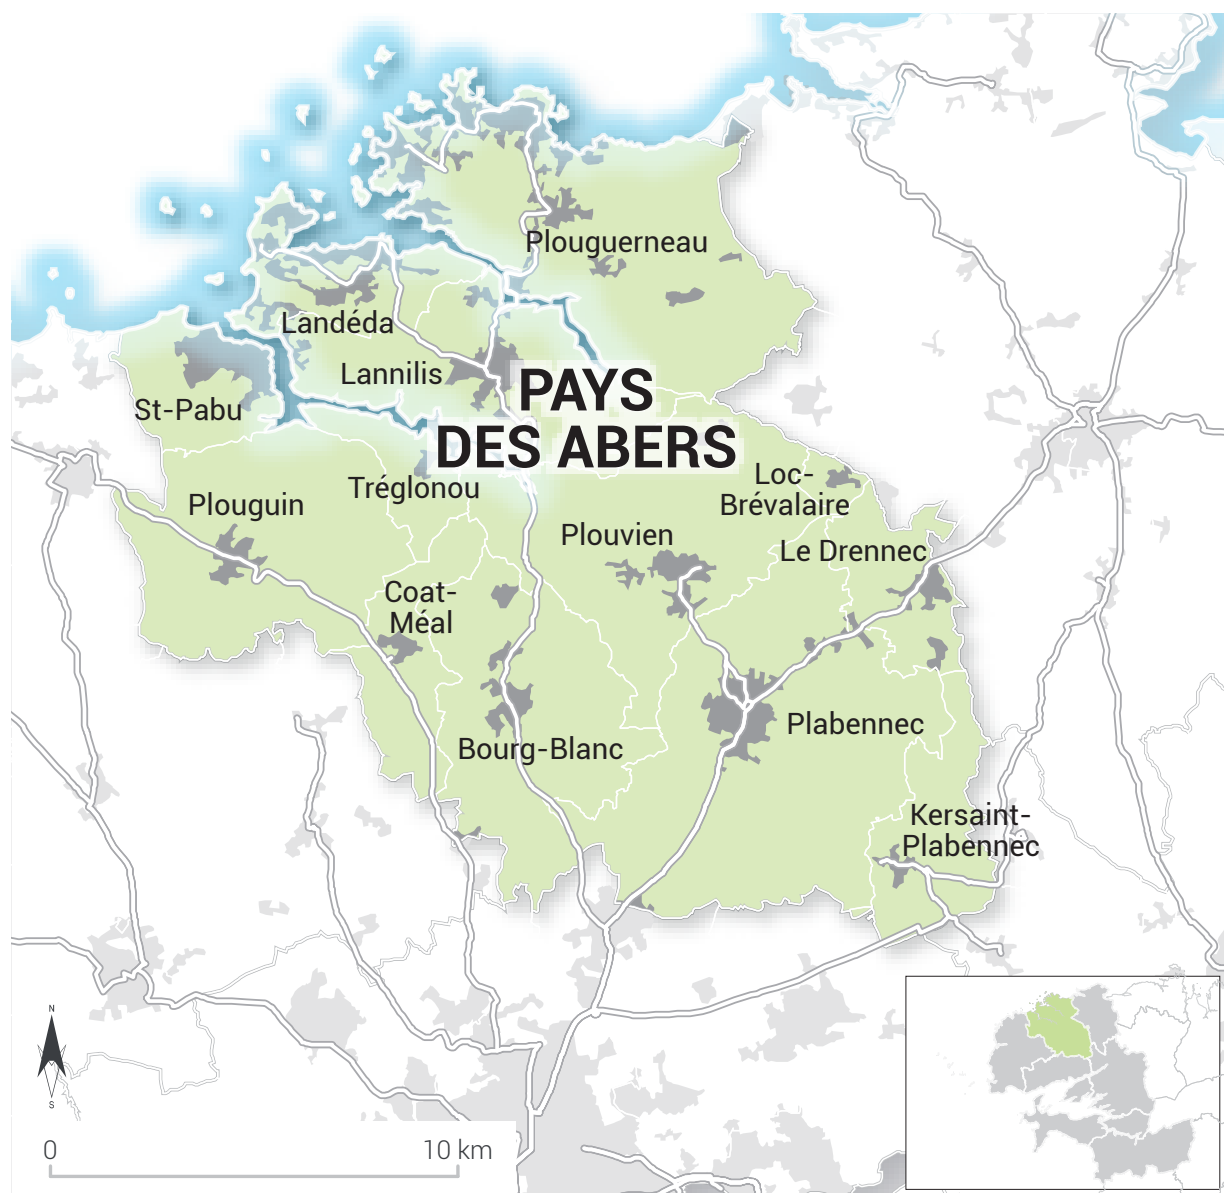 Plouguerneau
Landéda
Lannilis
PAYS
DES ABERS
St-Pabu
Loc-
Brévalaire
Tréglonou
Plouguin
Plouvien
Le Drennec
Coat-
Méal
Plabennec
Bourg-Blanc
Kersaint-
Plabennec
N
S
0
10 km